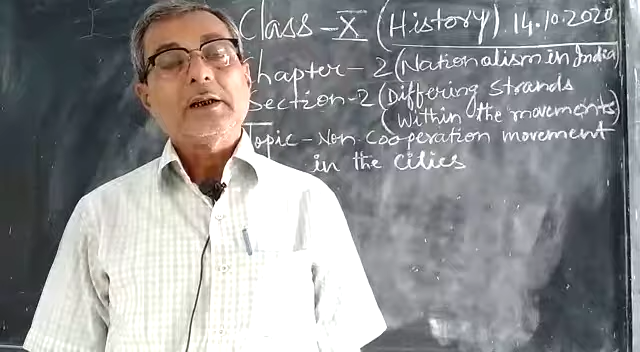 Class - X (History) 14.10.2020
Chapter - 2 (Nationalism in India)
Section - 2 (Differing Strands
(Within the movements)
Topic - Non Cooperation movement
in the cities